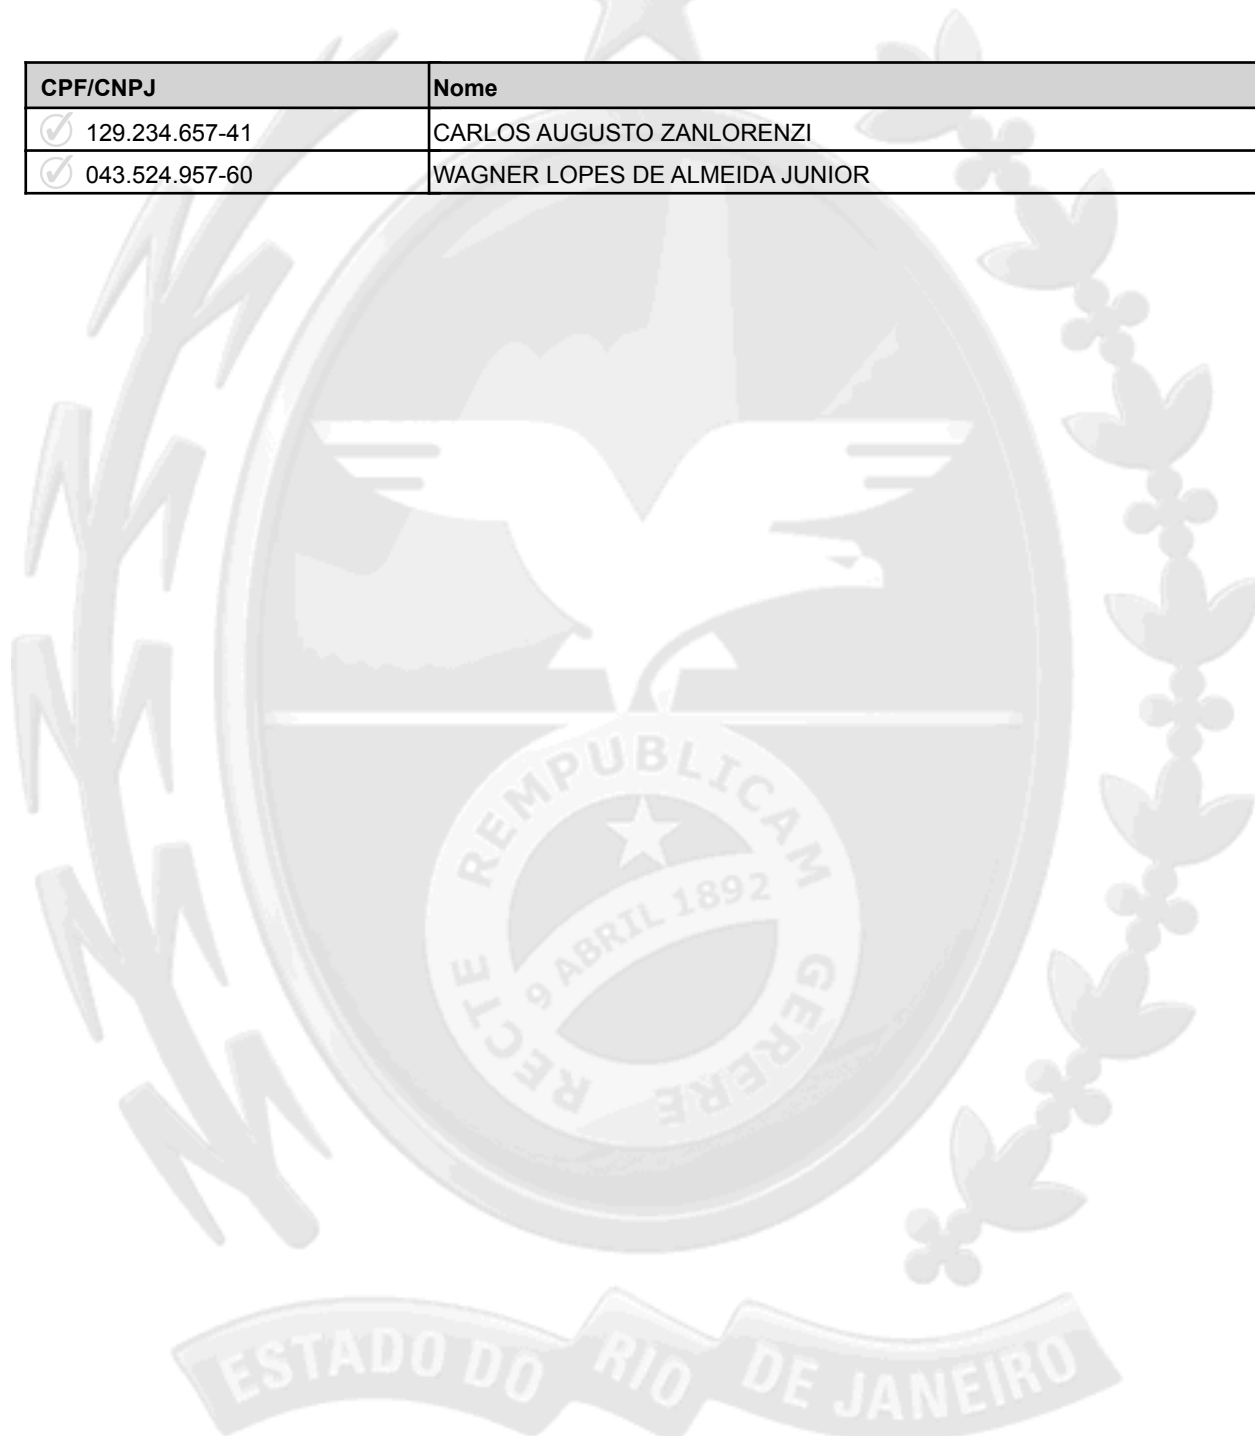 CPF/CNPJ Nome
129.234.657-41 CARLOS AUGUSTO ZANLORENZI
043.524.957-60 WAGNER LOPES DE ALMEIDA JUNIOR
RECTE REMPUBLICAM GERERE
9 ABRIL 1892
ESTADO DO RIO DE JANEIRO